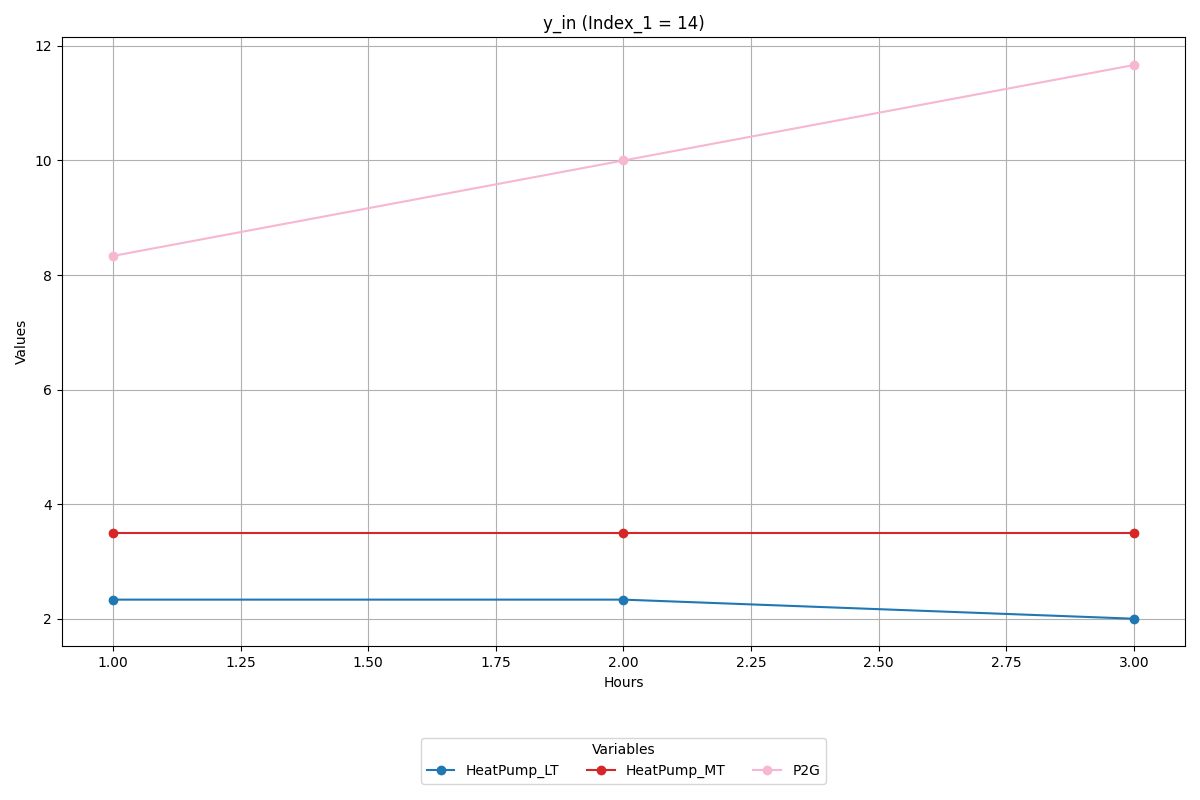 y_in (Index_1 = 14)
12
10
8
6
4
2
Values
1.00 1.25 1.50 1.75 2.00 2.25 2.50 2.75 3.00
Hours
Variables
HeatPump_LT HeatPump_MT P2G